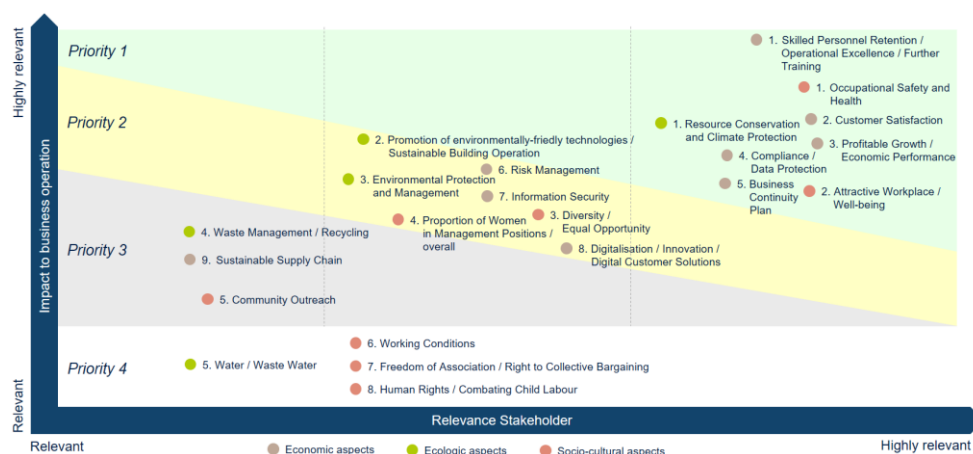 Highly relevant
Impact to business operation
Relevant
Priority 1
Priority 2
Priority 3
Priority 4
1. Skilled Personnel Retention /
Operational Excellence / Further
Training
1. Occupational Safety and
Health
2. Customer Satisfaction
1. Resource Conservation
and Climate Protection
3. Profitable Growth /
Economic Performance
2. Promotion of environmentally-friedly technologies /
Sustainable Building Operation
4. Compliance /
Data Protection
6. Risk Management
3. Environmental Protection
and Management
5. Business
Continuity
Plan
2. Attractive Workplace /
Well-being
7. Information Security
4. Proportion of Women
in Management Positions /
overall
3. Diversity /
Equal Opportunity
4. Waste Management / Recycling
8. Digitalisation / Innovation /
Digital Customer Solutions
9. Sustainable Supply Chain
5. Community Outreach
6. Working Conditions
5. Water / Waste Water
7. Freedom of Association / Right to Collective Bargaining
8. Human Rights / Combating Child Labour
Relevance Stakeholder
Relevant
Highly relevant
Economic aspects
Ecologic aspects
Socio-cultural aspects